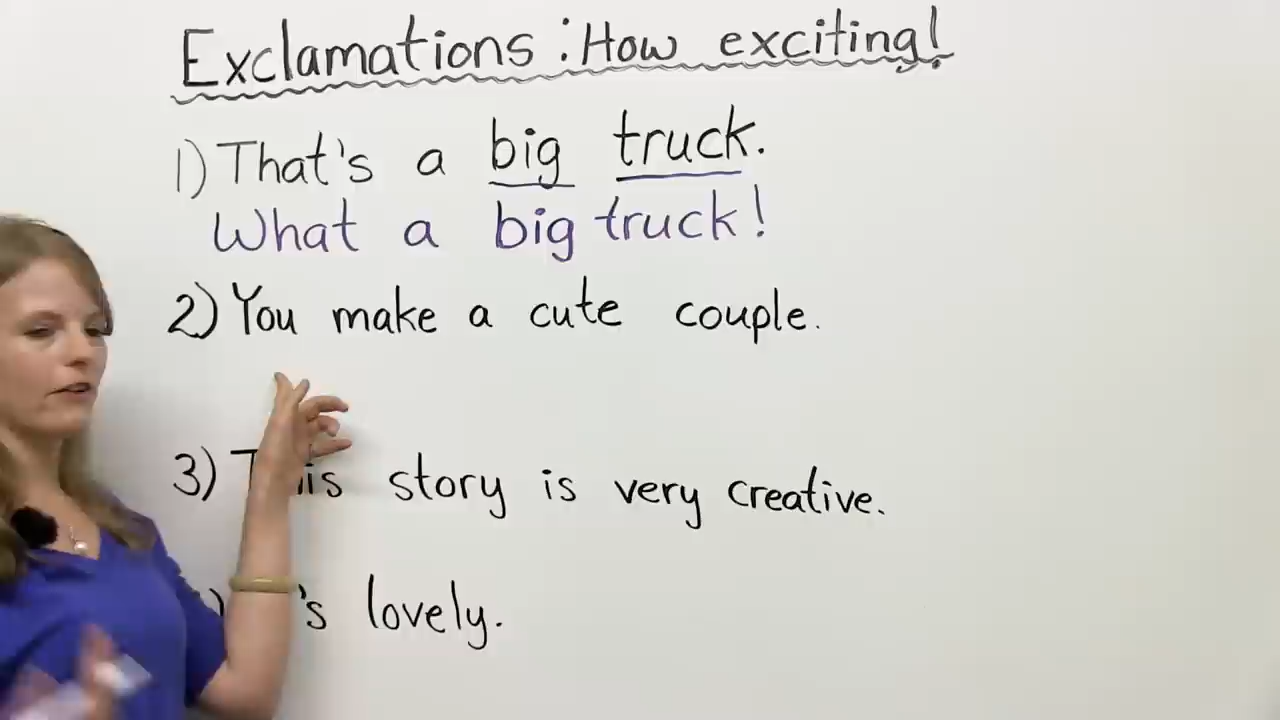 Exclamations: How exciting!
1) That's a big truck.
What a big truck!
2) You make a cute couple.
3) story is very creative.
's lovely.